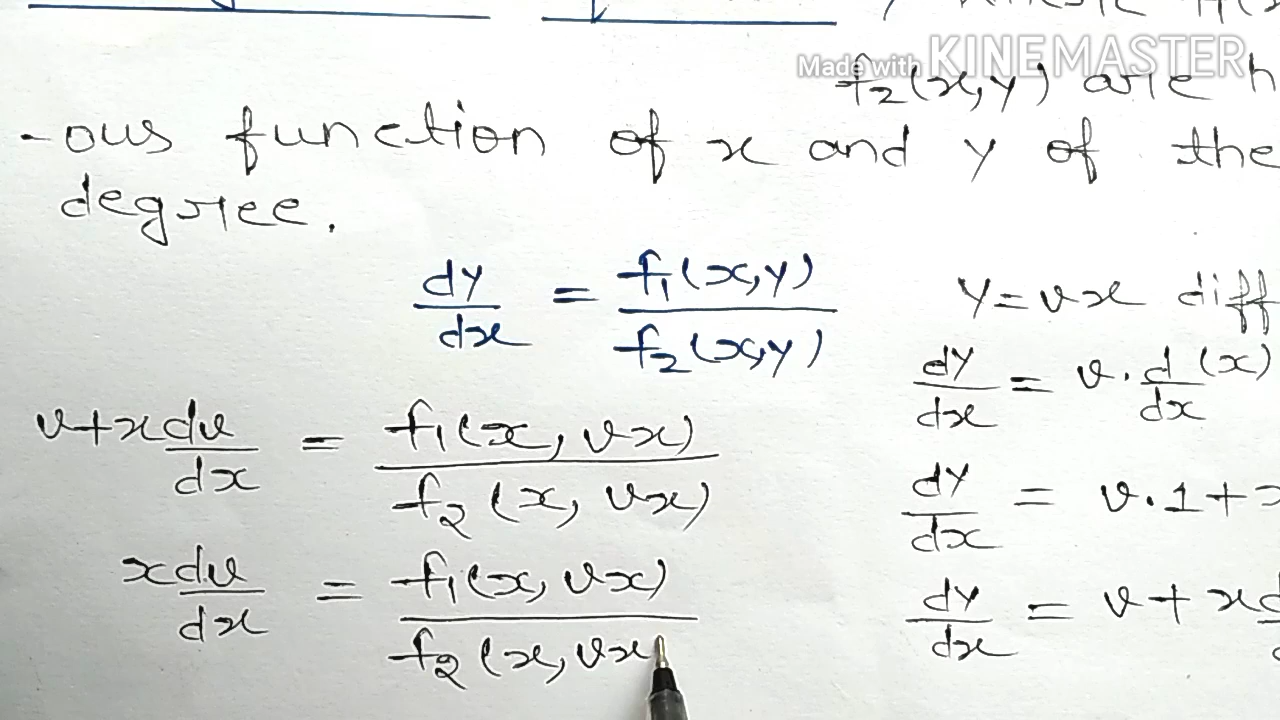 Made with KINEMASTER
f₂(x,y) are h
-ous function of x and y of the
degree.
dy/dx = f₁(x,y)/f₂(x,y)
y=vx diff
dy/dx = v.d/dx(x)
v+x dv/dx = f₁(x, vx)/f₂(x, vx)
dy/dx = v.1+
x dv/dx = f₁(x, vx)/f₂(x, vx
dy/dx = v+x